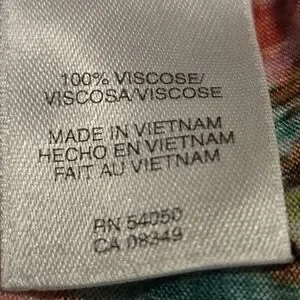 100% VISCOSE/
VISCOSA/VISCOSE
MADE IN VIETNAM
HECHO EN VIETNAM
FAIT AU VIETNAM
RN 54050
CA 08349